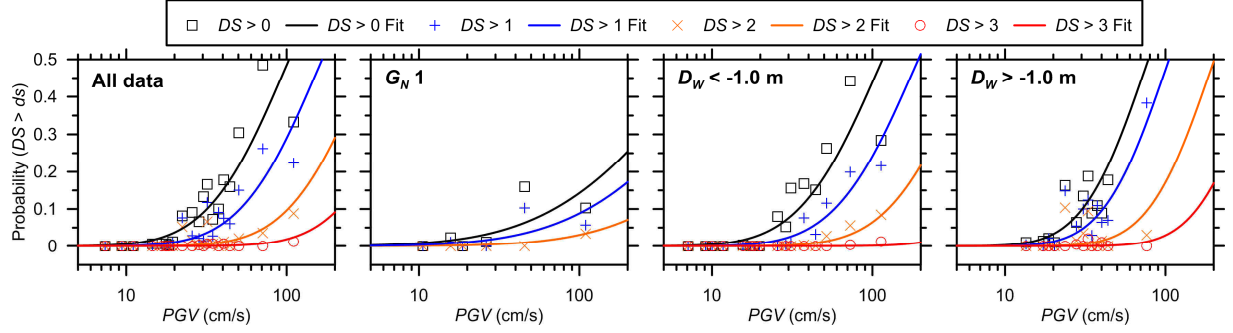 DS > 0 DS > 0 Fit DS > 1 DS > 1 Fit DS > 2 DS > 2 Fit DS > 3 DS > 3 Fit
Probability (DS > ds)
0.5
0.4
0.3
0.2
0.1
0
All data
G_N 1
D_W < -1.0 m
D_W > -1.0 m
10 100 10 100 10 100 10 100
PGV (cm/s) PGV (cm/s) PGV (cm/s) PGV (cm/s)